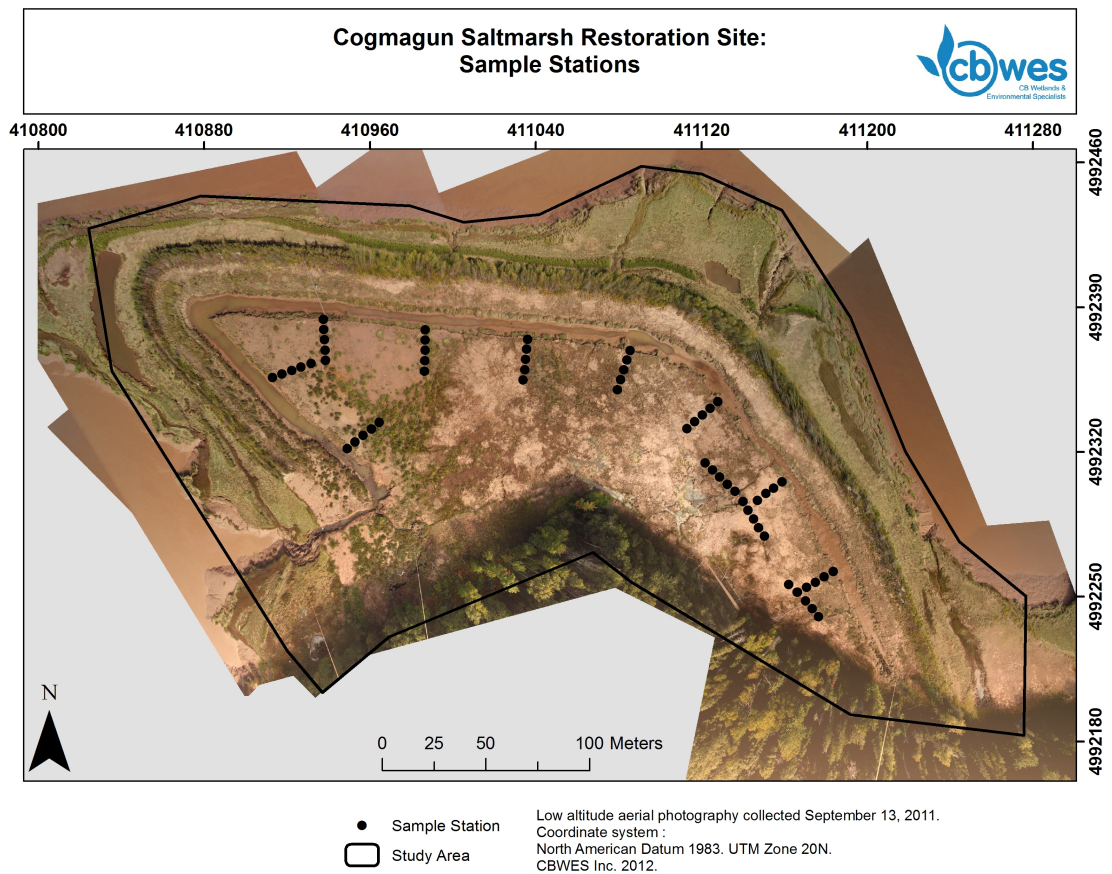 Cogmagun Saltmarsh Restoration Site:
Sample Stations
cbwes
CB Wetlands &
Environmental Specialists
410800 410880 410960 411040 411120 411200 411280
4992460
4992390
4992320
4992250
4992180
N
0 25 50 100 Meters
Sample Station
Study Area
Low altitude aerial photography collected September 13, 2011.
Coordinate system :
North American Datum 1983. UTM Zone 20N.
CBWES Inc. 2012.